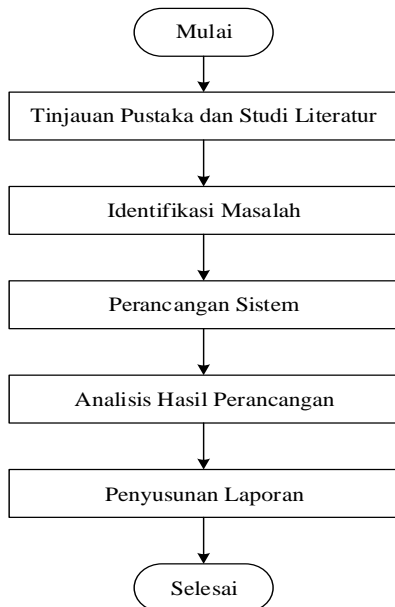 Mulai
Tinjauan Pustaka dan Studi Literatur
Identifikasi Masalah
Perancangan Sistem
Analisis Hasil Perancangan
Penyusunan Laporan
Selesai